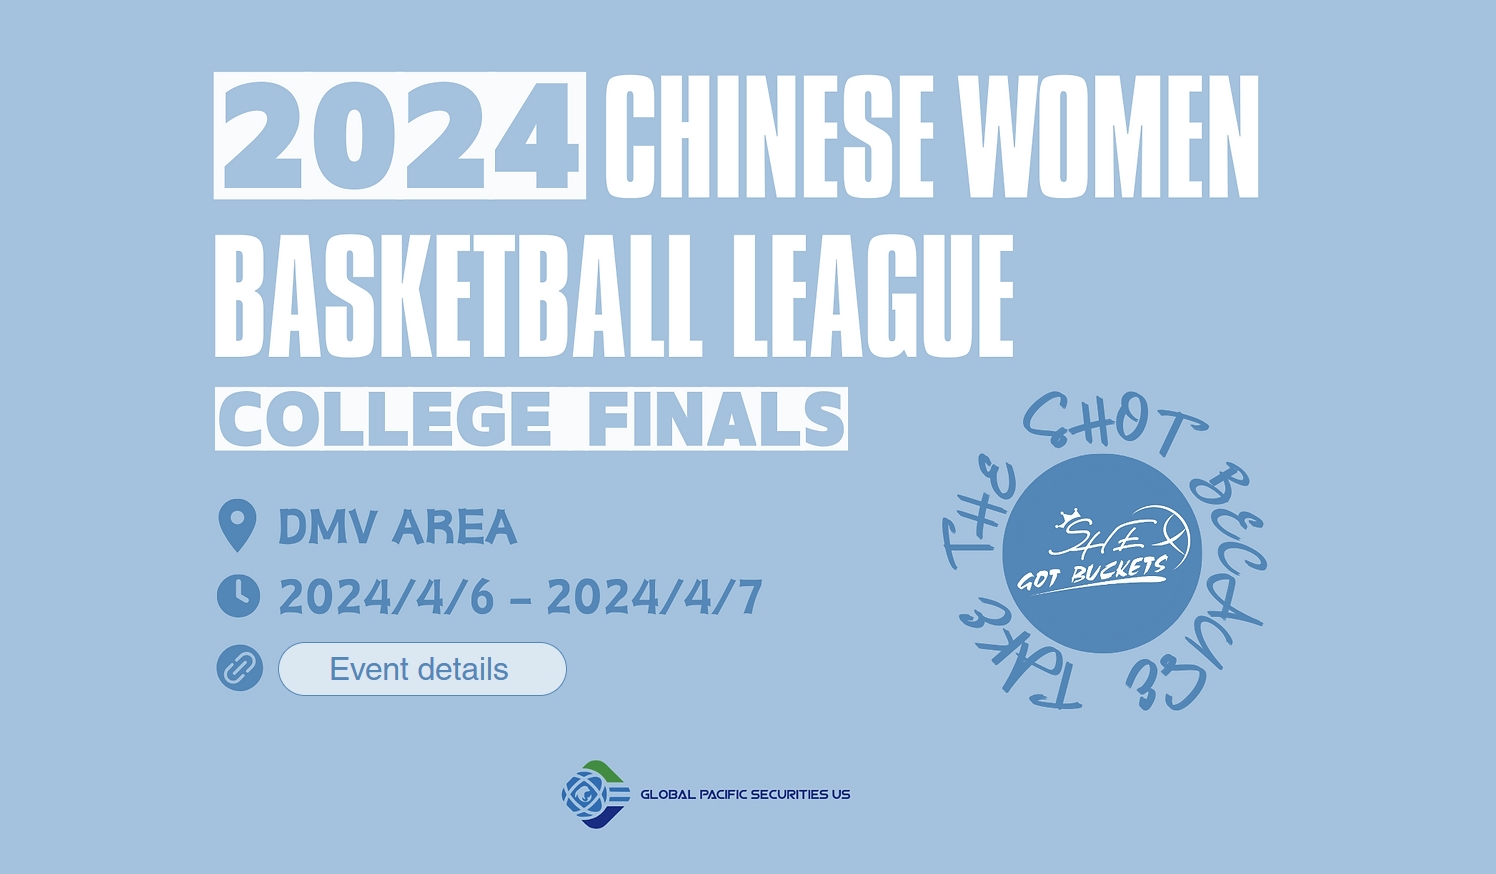 2024 CHINESE WOMEN
BASKETBALL LEAGUE
COLLEGE FINALS
DMV AREA
2024/4/6 – 2024/4/7
Event details
TAKE THE SHOT BECAUSE
SHE
GOT BUCKETS
GLOBAL PACIFIC SECURITIES US